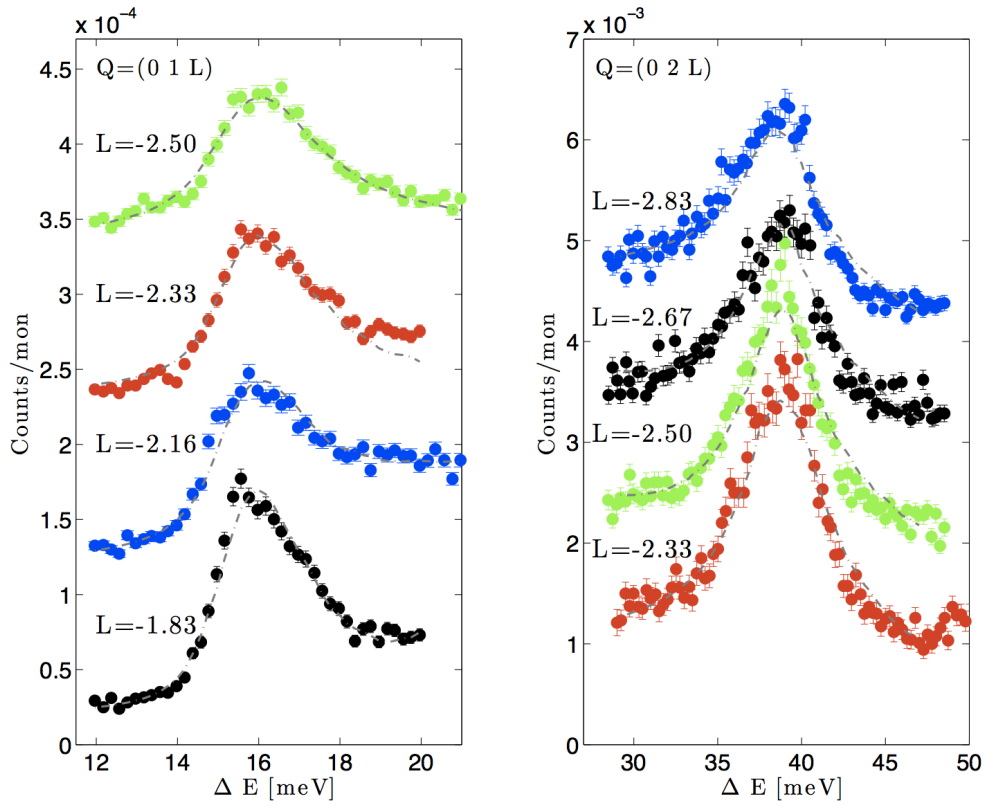 x 10⁻⁴
Q=(0 1 L)
L=-2.50
L=-2.33
L=-2.16
L=-1.83
4.5
4
3.5
3
2.5
2
1.5
1
0.5
0
12
14
16
18
20
Counts/mon
Δ E [meV]
x 10⁻³
Q=(0 2 L)
L=-2.83
L=-2.67
L=-2.50
L=-2.33
7
6
5
4
3
2
1
0
30
35
40
45
50
Counts/mon
Δ E [meV]